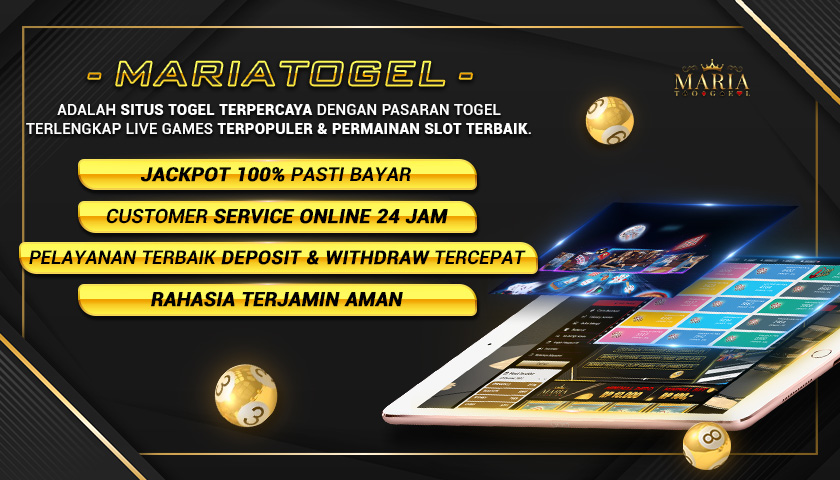 - MARIATOGEL -
MARIA
TOGEL
ADALAH SITUS TOGEL TERPERCAYA DENGAN PASARAN TOGEL
TERLENGKAP LIVE GAMES TERPOPULER & PERMAINAN SLOT TERBAIK.
JACKPOT 100% PASTI BAYAR
CUSTOMER SERVICE ONLINE 24 JAM
PELAYANAN TERBAIK DEPOSIT & WITHDRAW TERCEPAT
RAHASIA TERJAMIN AMAN